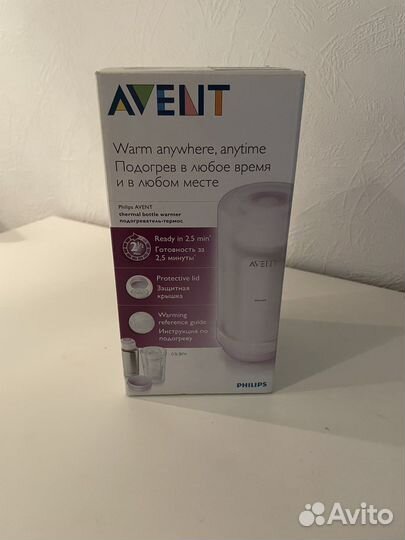 AVENT
Warm anywhere, anytime
Подогрев в любое время
и в любом месте
Philips AVENT
thermal bottle warmer
подогреватель-термос
2½
Ready in 2.5 min*
Готовность за
2,5 минуты
Protective lid
Защитная
крышка
Warming
reference guide
Инструкция по
подогреву
AVENT
PHILIPS
Avito